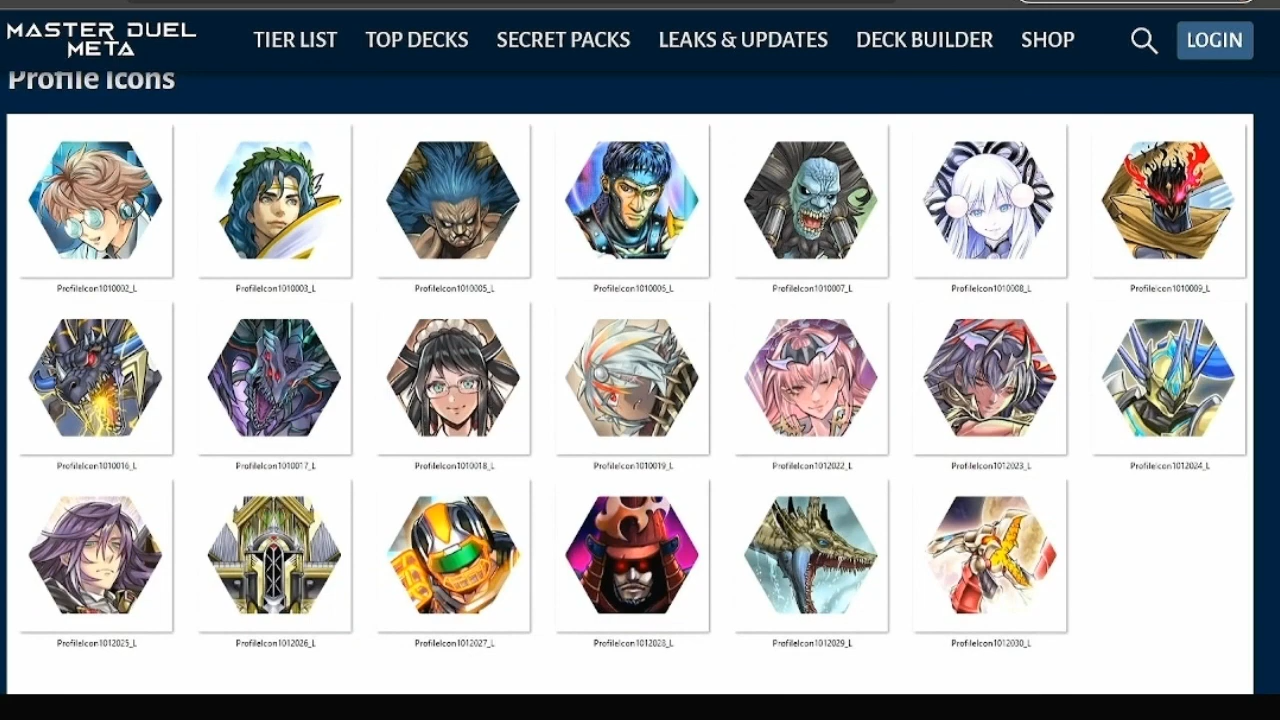 MASTER DUEL
META
TIER LIST TOP DECKS SECRET PACKS LEAKS & UPDATES DECK BUILDER SHOP LOGIN
Profile Icons
ProfileIcon1010002_L ProfileIcon1010003_L ProfileIcon1010005_L ProfileIcon1010006_L ProfileIcon1010007_L ProfileIcon1010008_L ProfileIcon1010009_L
ProfileIcon1010016_L ProfileIcon1010017_L ProfileIcon1010018_L ProfileIcon1010019_L ProfileIcon1012022_L ProfileIcon1012023_L ProfileIcon1012024_L
ProfileIcon1012025_L ProfileIcon1012026_L ProfileIcon1012027_L ProfileIcon1012028_L ProfileIcon1012029_L ProfileIcon1012030_L